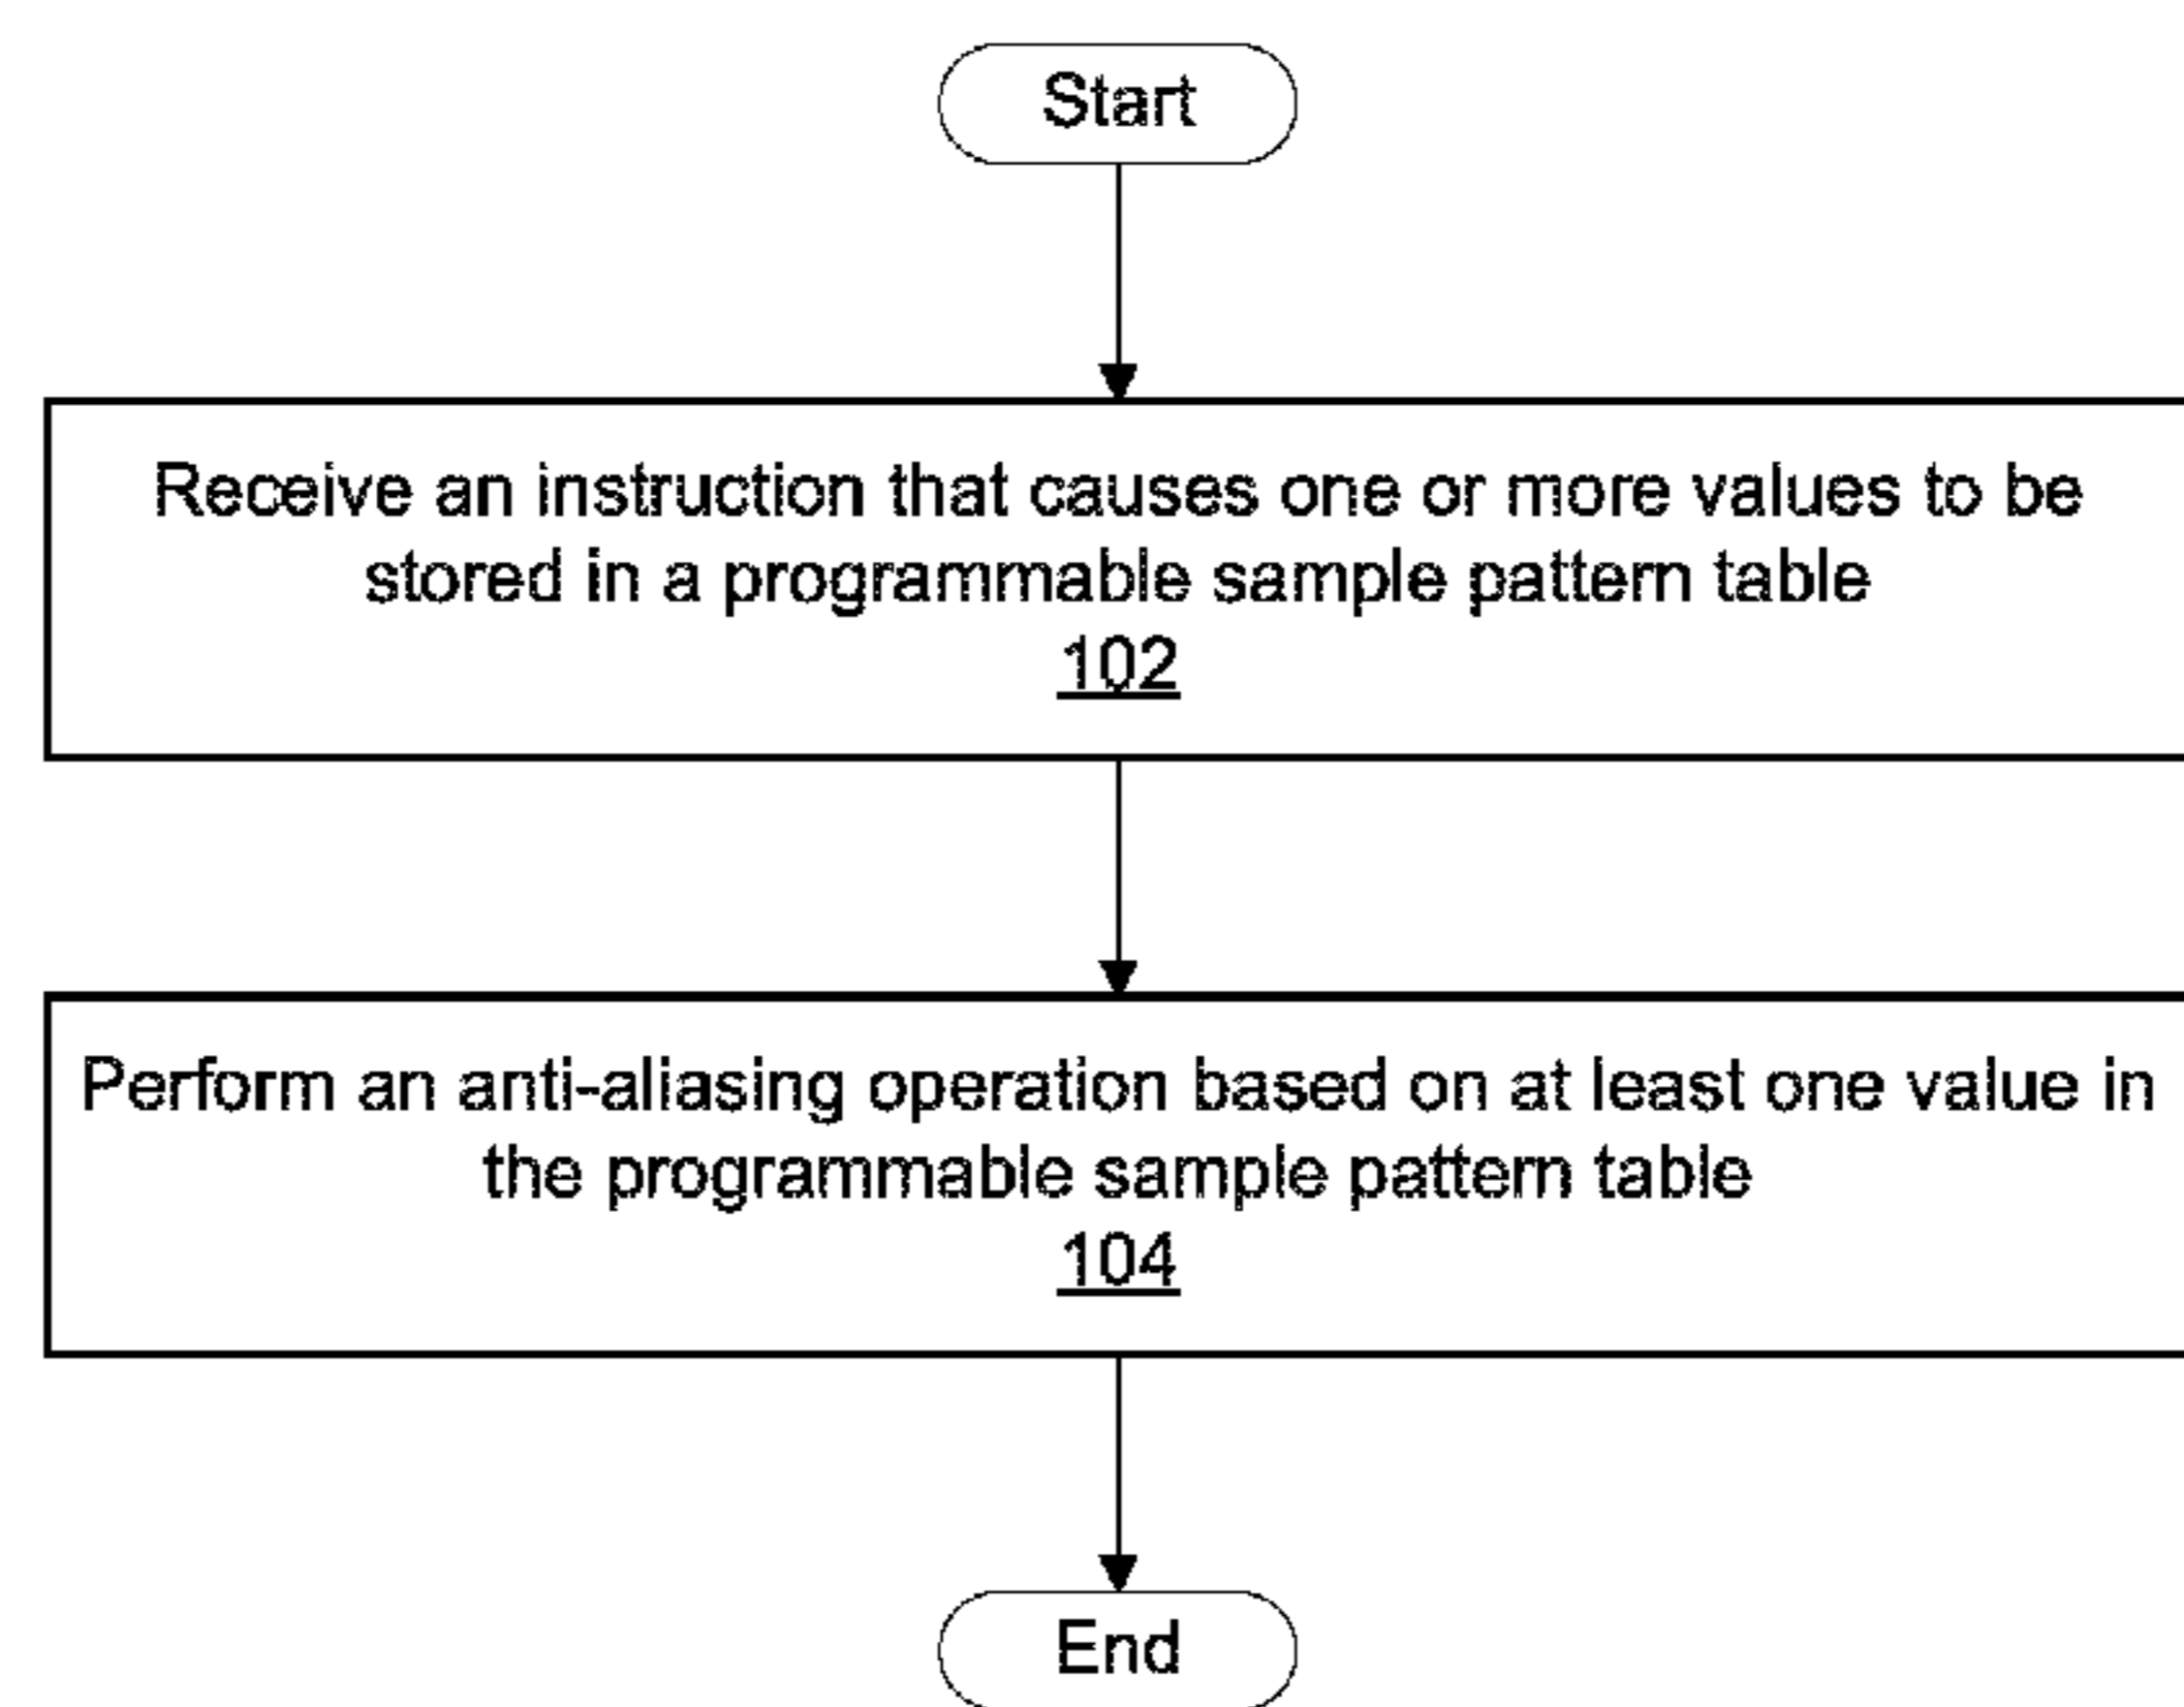 Start
Receive an instruction that causes one or more values to be
stored in a programmable sample pattern table
102
Perform an anti-aliasing operation based on at least one value in
the programmable sample pattern table
104
End